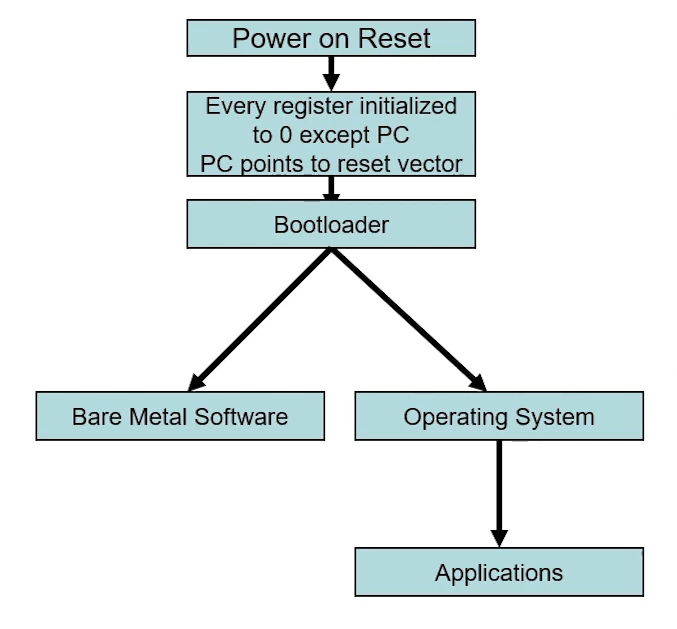 Power on Reset
Every register initialized
to 0 except PC
PC points to reset vector
Bootloader
Bare Metal Software
Operating System
Applications